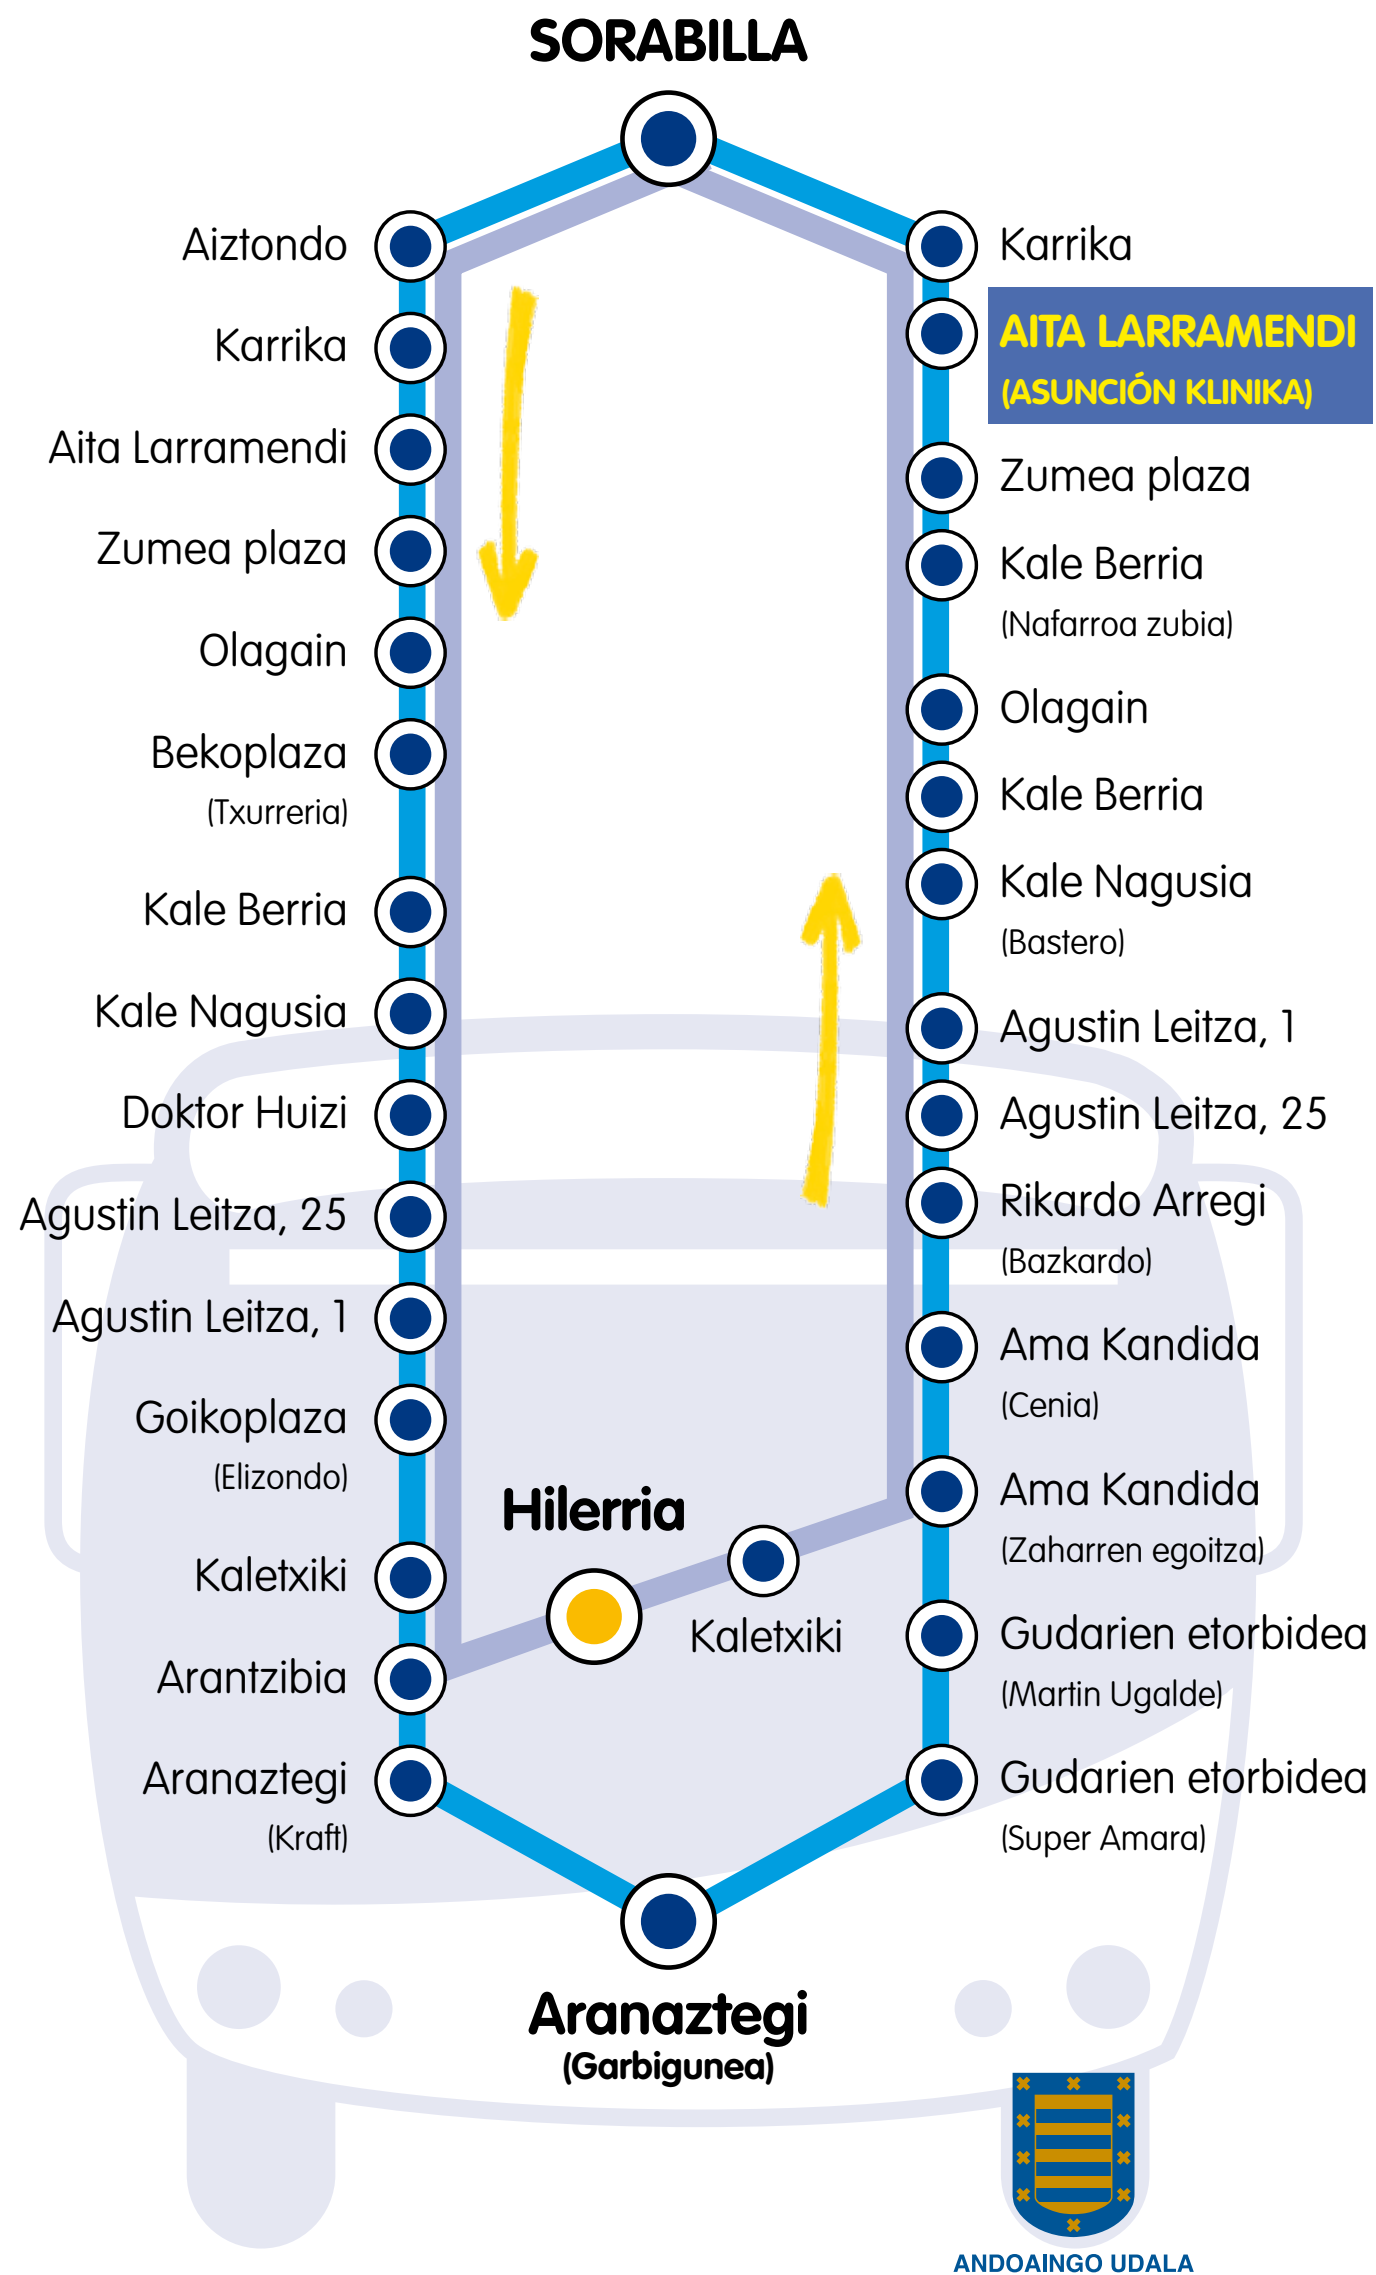 SORABILLA
Aiztondo
Karrika
Aita Larramendi
Zumea plaza
Olagain
Bekoplaza
(Txurreria)
Kale Berria
Kale Nagusia
Doktor Huizi
Agustin Leitza, 25
Agustin Leitza, 1
Goikoplaza
(Elizondo)
Kaletxiki
Arantzibia
Aranaztegi
(Kraft)
Karrika
AITA LARRAMENDI
(ASUNCIÓN KLINIKA)
Zumea plaza
Kale Berria
(Nafarroa zubia)
Olagain
Kale Berria
Kale Nagusia
(Bastero)
Agustin Leitza, 1
Agustin Leitza, 25
Rikardo Arregi
(Bazkardo)
Ama Kandida
(Cenia)
Ama Kandida
(Zaharren egoitza)
Gudarien etorbidea
(Martin Ugalde)
Gudarien etorbidea
(Super Amara)
Hilerria
Kaletxiki
Aranaztegi
(Garbigunea)
ANDOAINGO UDALA